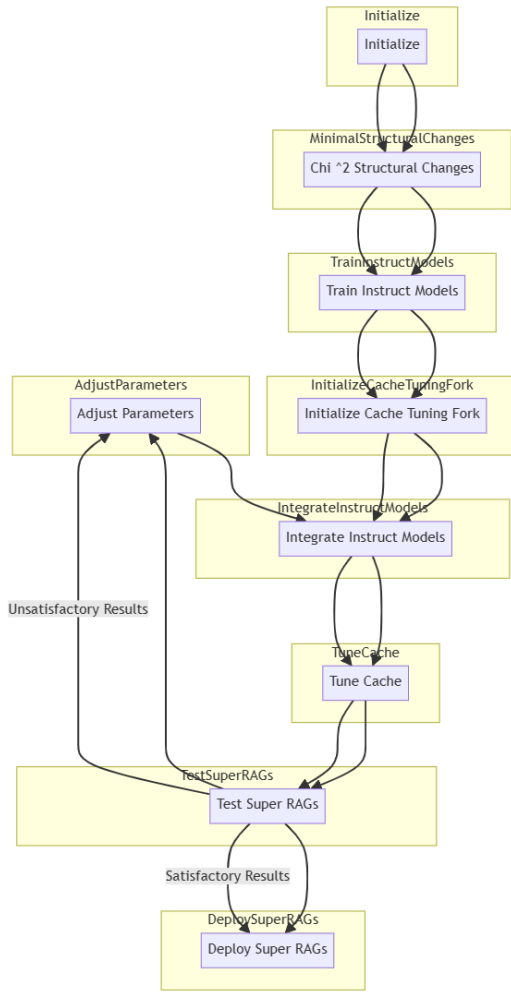 Initialize
Initialize
MinimalStructuralChanges
Chi ^2 Structural Changes
TrainInstructModels
Train Instruct Models
AdjustParameters
InitializeCacheTuningFork
Adjust Parameters
Initialize Cache Tuning Fork
IntegrateInstructModels
Integrate Instruct Models
Unsatisfactory Results
TuneCache
Tune Cache
TestSuperRAGs
Test Super RAGs
Satisfactory Results
DeploySuperRAGs
Deploy Super RAGs